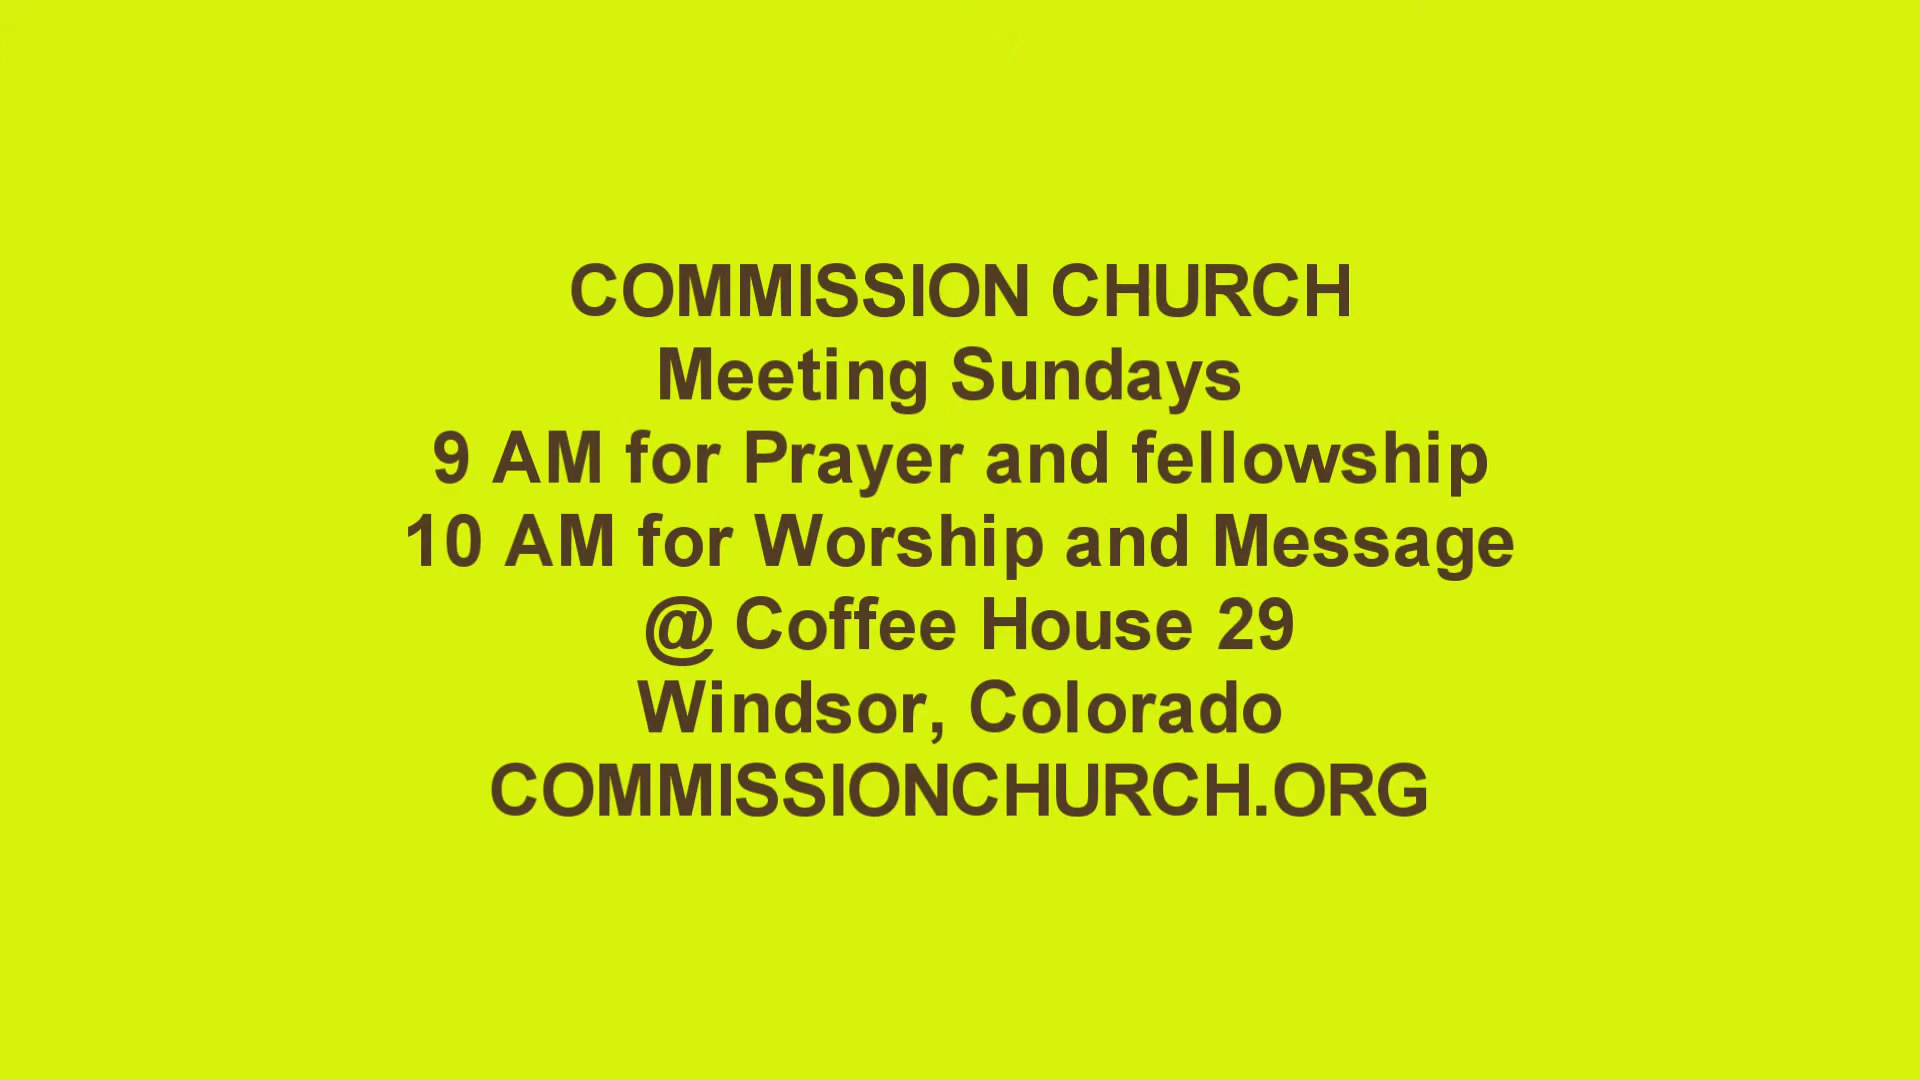 COMMISSION CHURCH
Meeting Sundays
9 AM for Prayer and fellowship
10 AM for Worship and Message
@ Coffee House 29
Windsor, Colorado
COMMISSIONCHURCH.ORG